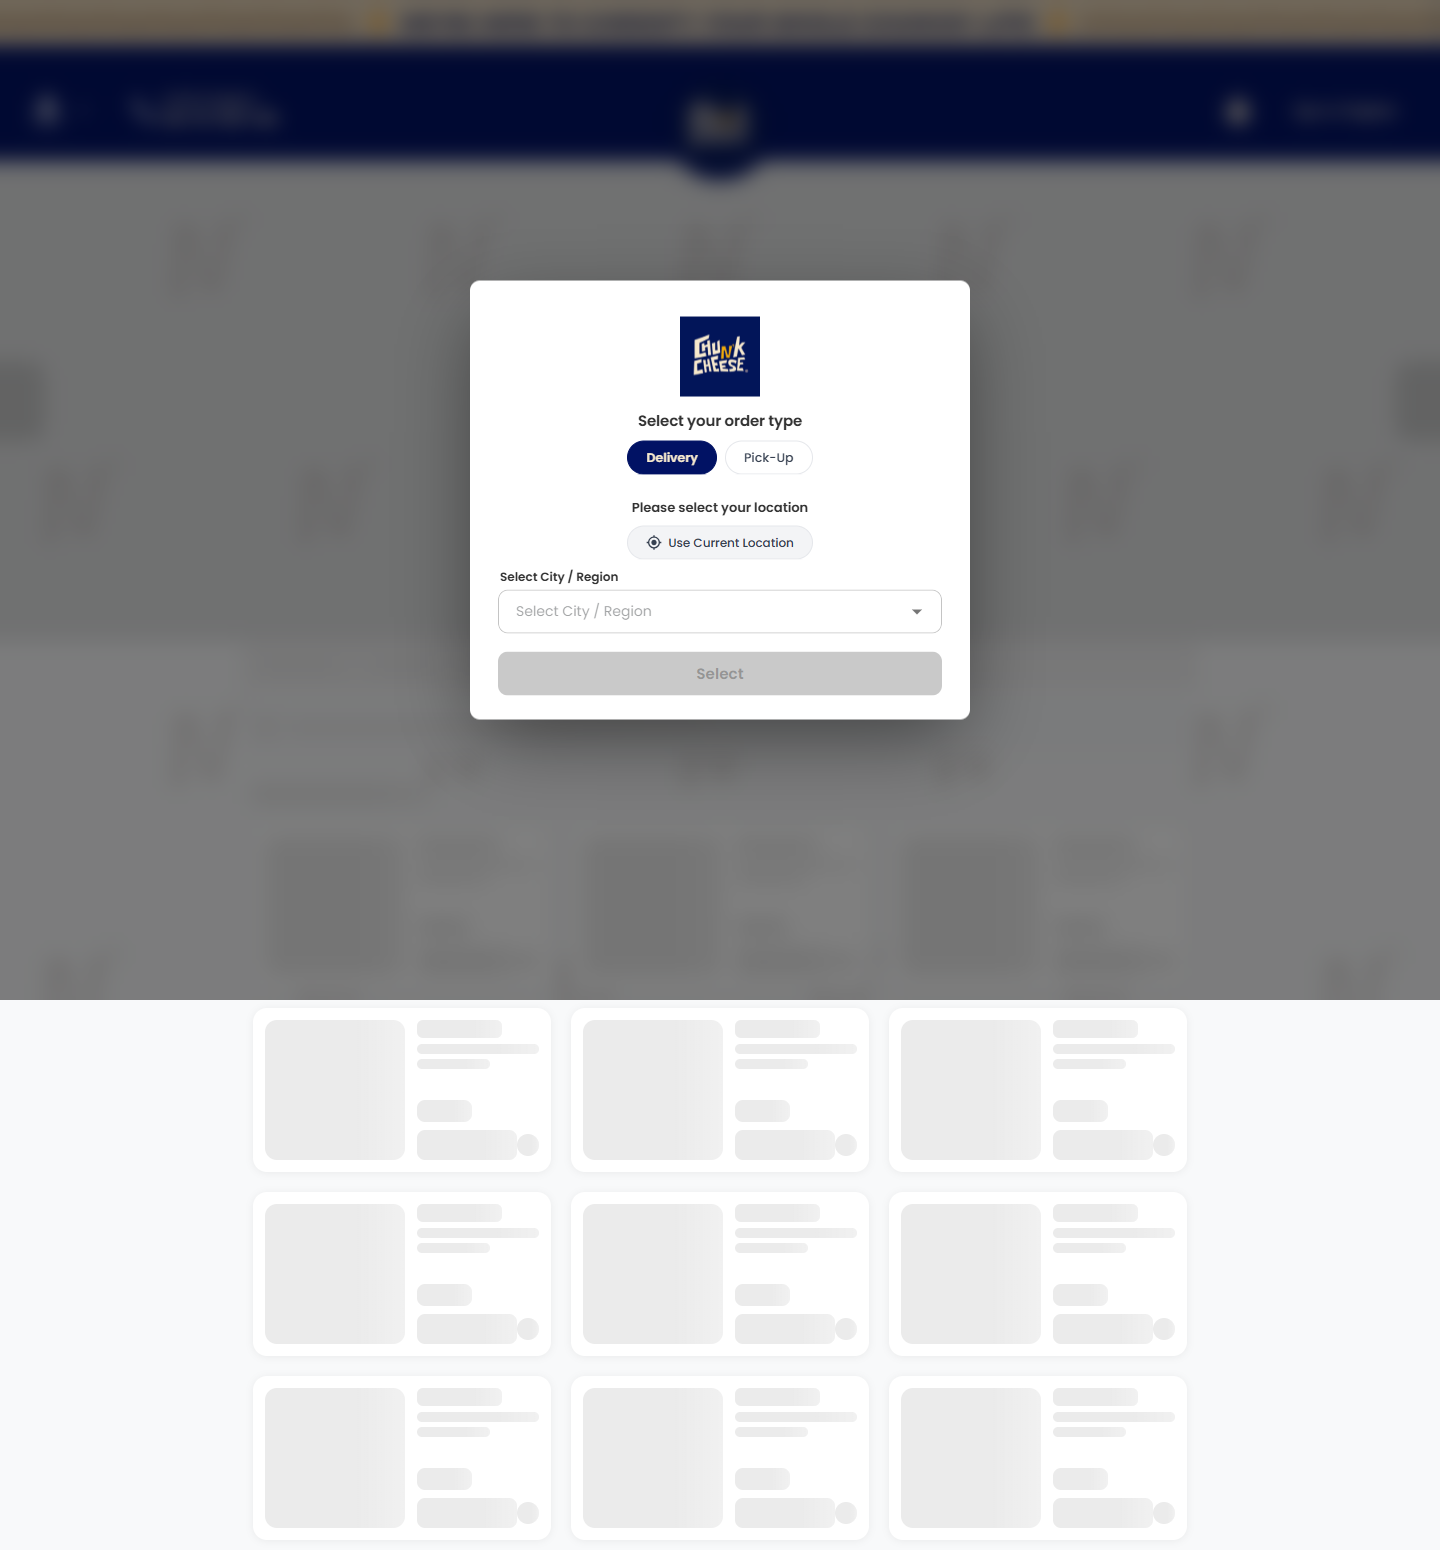 CHUNK
CHEESE
Select your order type
Delivery
Pick-Up
Please select your location
Use Current Location
Select City / Region
Select City / Region
Select